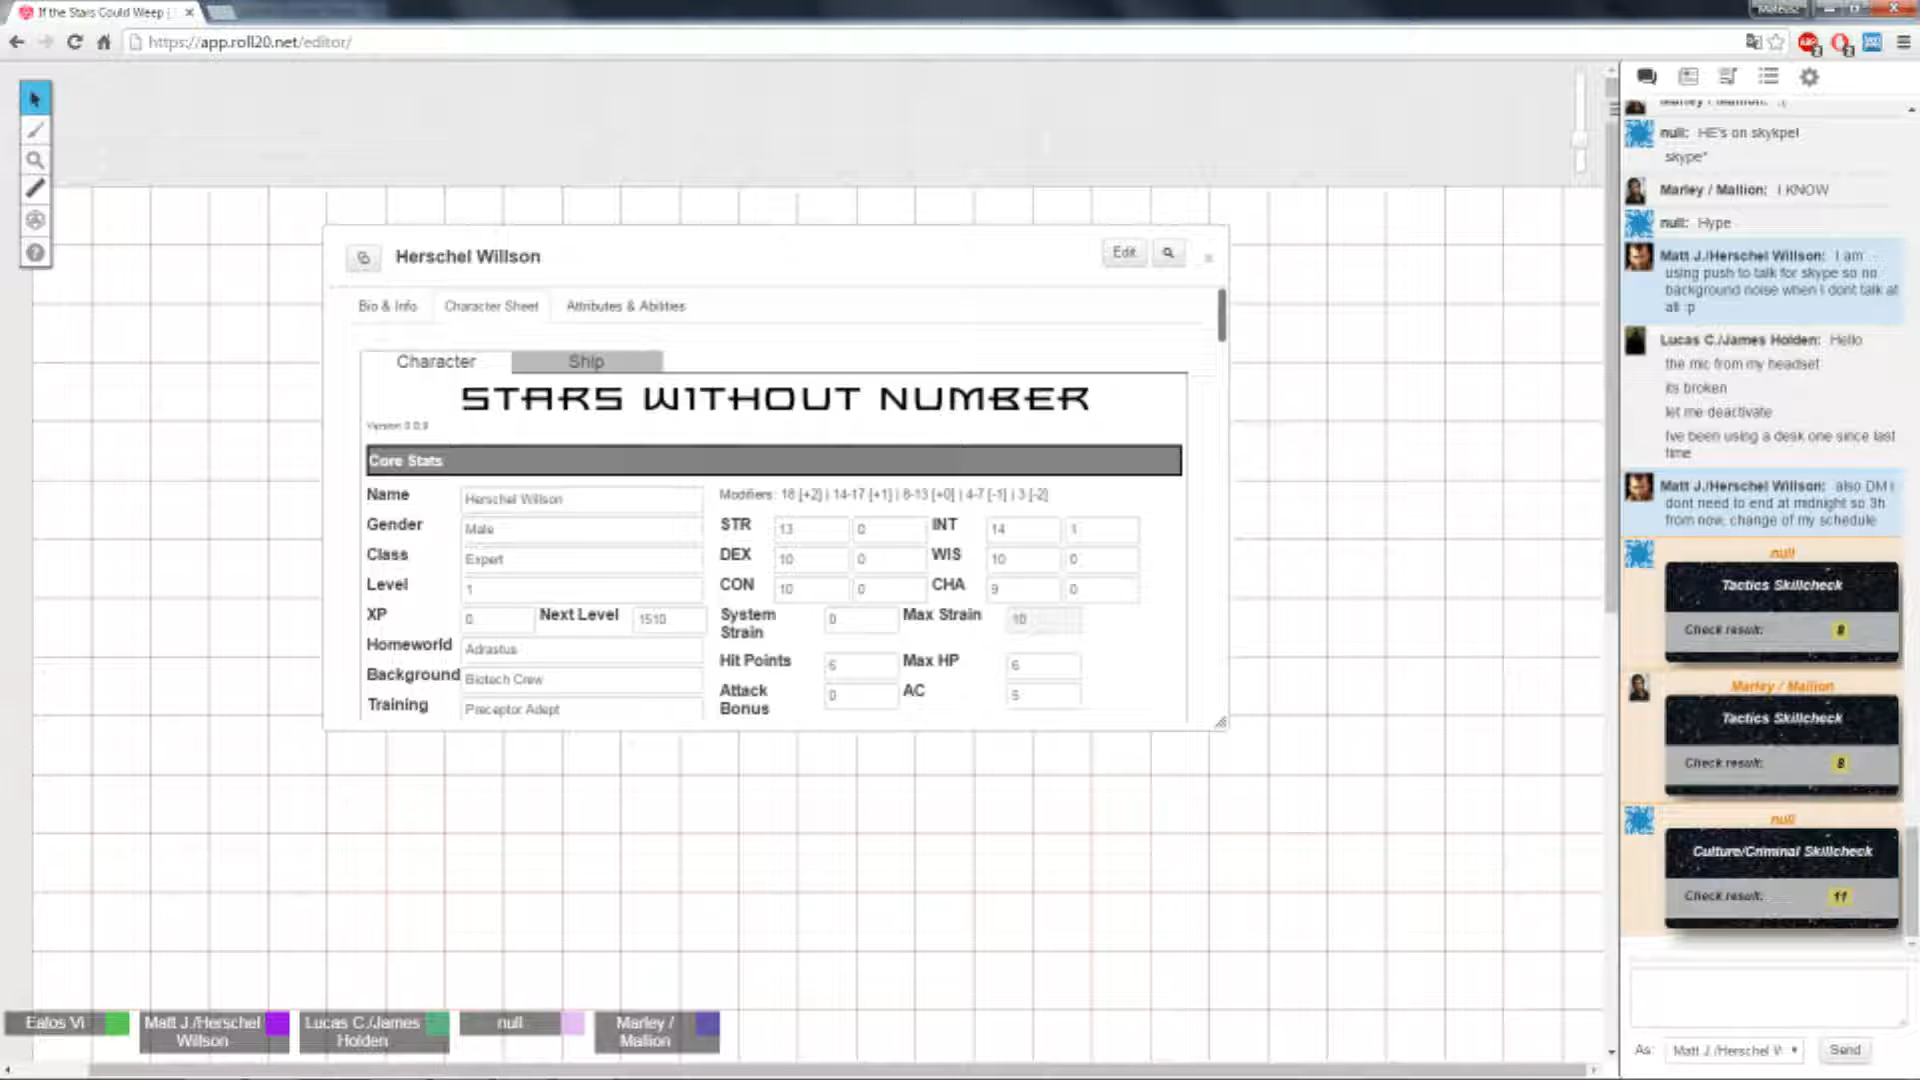 If the Stars Could Weep |
Mateusz
https://app.roll20.net/editor/
null: HE's on skykpe!
skype*
Marley / Mallion: I KNOW
null: Hype
Matt J./Herschel Willson: I am
using push to talk for skype so no
background noise when I dont talk at
all :p
Lucas C./James Holden: Hello
the mic from my headset
its broken
let me deactivate
I've been using a desk one since last
time
Matt J./Herschel Willson: also DM I
dont need to end at midnight so 3h
from now, change of my schedule
null
Tactics Skillcheck
Check result: 8
Marley / Mallion
Tactics Skillcheck
Check result: 8
null
Culture/Criminal Skillcheck
Check result: 11
As: Matt J./Herschel W
Send
Herschel Willson
Edit
Bio & Info
Character Sheet
Attributes & Abilities
Character
Ship
STARS WITHOUT NUMBER
Version 0.0.9
Core Stats
Name Herschel Willson
Gender Male
Class Expert
Level 1
XP 0 Next Level 1510
Homeworld Adrastus
Background Biotech Crew
Training Preceptor Adept
Modifiers: 18 [+2] | 14-17 [+1] | 8-13 [+0] | 4-7 [-1] | 3 [-2]
STR 13 0 INT 14 1
DEX 10 0 WIS 10 0
CON 10 0 CHA 9 0
System Strain 0 Max Strain 10
Hit Points 6 Max HP 6
Attack Bonus 0 AC 5
Ealos VI
Matt J./Herschel
Willson
Lucas C./James
Holden
null
Marley /
Mallion